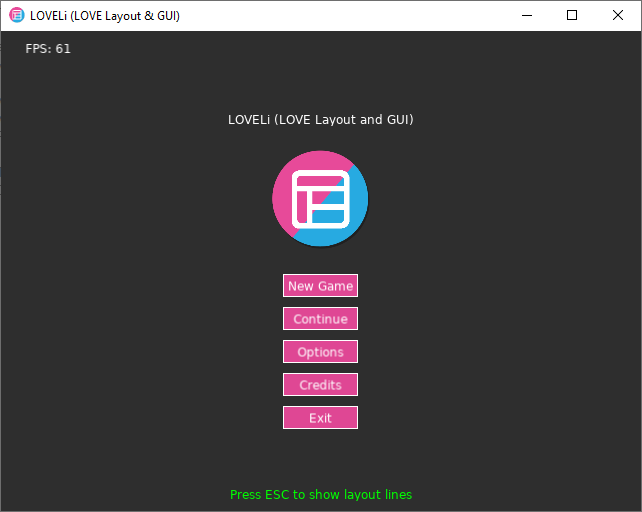 LOVELi (LOVE Layout & GUI)
FPS: 61
LOVELi (LOVE Layout and GUI)
New Game
Continue
Options
Credits
Exit
Press ESC to show layout lines